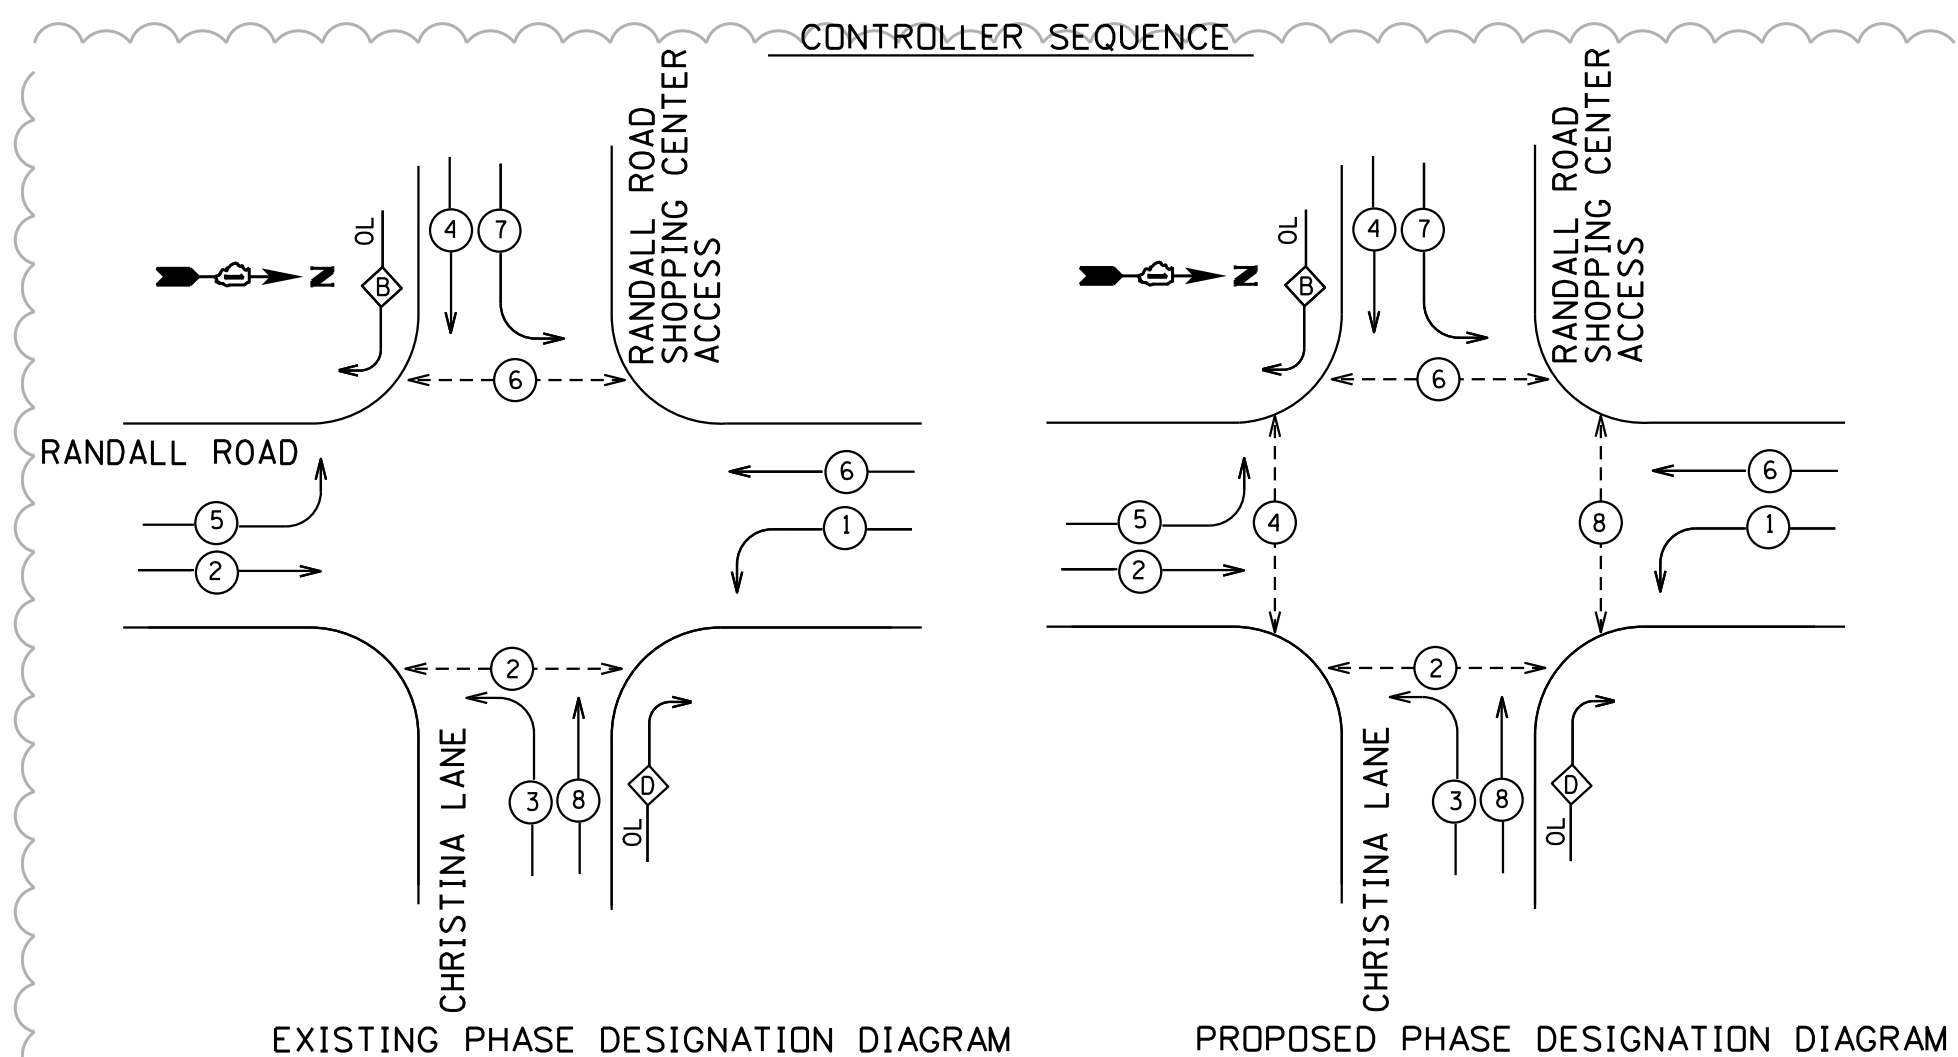 CONTROLLER SEQUENCE
RANDALL ROAD
SHOPPING CENTER
ACCESS
OL
B
4
7
N
6
RANDALL ROAD
5
2
6
1
2
CHRISTINA LANE
3
8
D
OL
EXISTING PHASE DESIGNATION DIAGRAM
RANDALL ROAD
SHOPPING CENTER
ACCESS
OL
B
4
7
N
6
5
2
4
8
6
1
2
CHRISTINA LANE
3
8
D
OL
PROPOSED PHASE DESIGNATION DIAGRAM